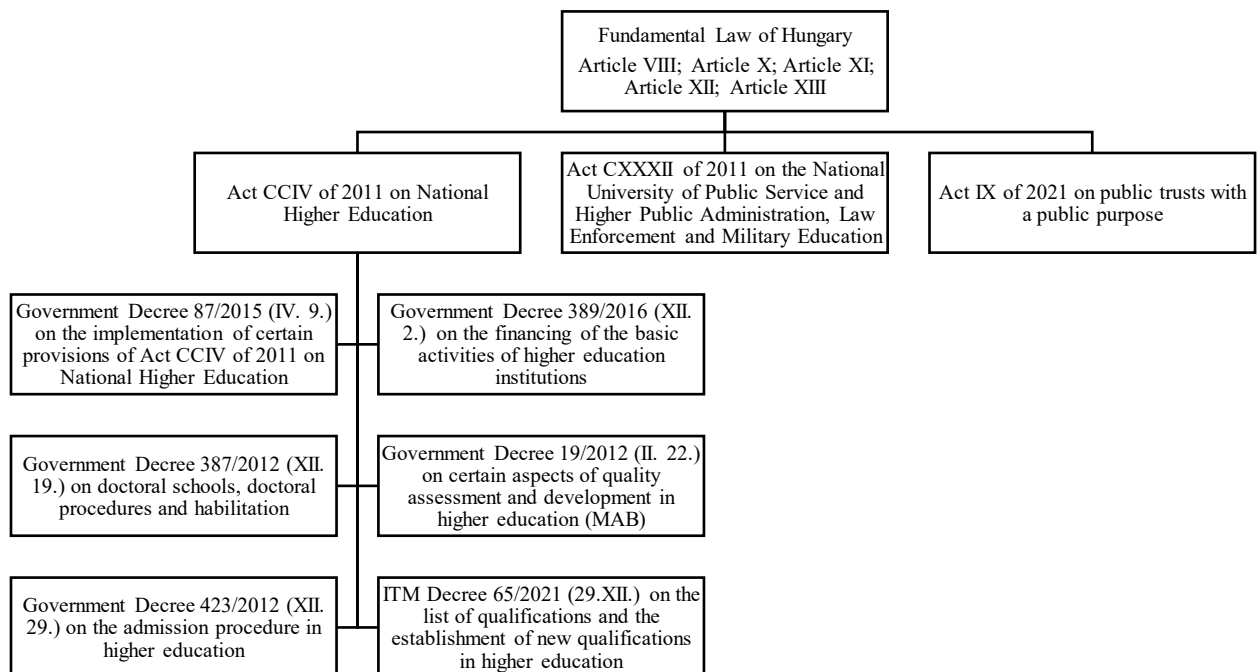 Fundamental Law of Hungary
Article VIII; Article X; Article XI;
Article XII; Article XIII
Act CCIV of 2011 on National
Higher Education
Act CXXXII of 2011 on the National
University of Public Service and
Higher Public Administration, Law
Enforcement and Military Education
Act IX of 2021 on public trusts with
a public purpose
Government Decree 87/2015 (IV. 9.)
on the implementation of certain
provisions of Act CCIV of 2011 on
National Higher Education
Government Decree 389/2016 (XII.
2.) on the financing of the basic
activities of higher education
institutions
Government Decree 387/2012 (XII.
19.) on doctoral schools, doctoral
procedures and habilitation
Government Decree 19/2012 (II. 22.)
on certain aspects of quality
assessment and development in
higher education (MAB)
Government Decree 423/2012 (XII.
29.) on the admission procedure in
higher education
ITM Decree 65/2021 (29.XII.) on the
list of qualifications and the
establishment of new qualifications
in higher education